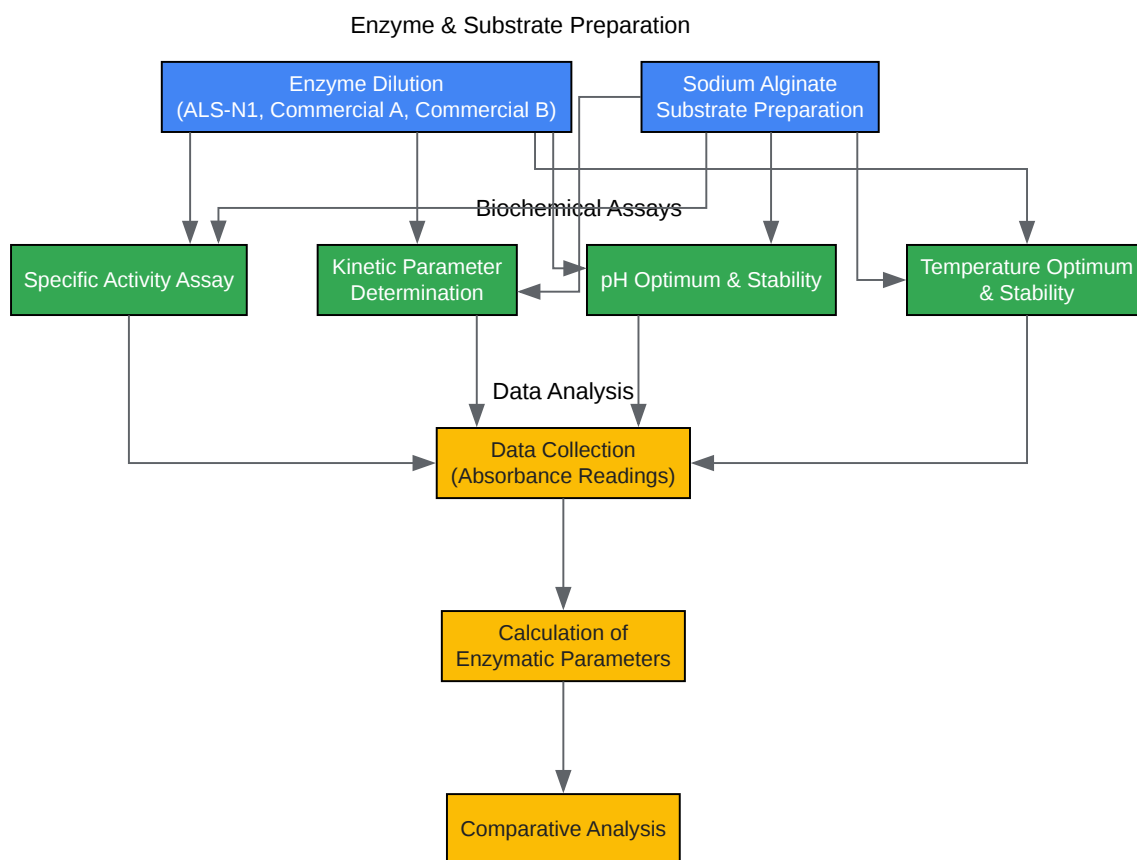 Enzyme & Substrate Preparation
Enzyme Dilution
(ALS-N1, Commercial A, Commercial B)
Sodium Alginate
Substrate Preparation
Biochemical Assays
Specific Activity Assay
Kinetic Parameter
Determination
pH Optimum & Stability
Temperature Optimum
& Stability
Data Analysis
Data Collection
(Absorbance Readings)
Calculation of
Enzymatic Parameters
Comparative Analysis